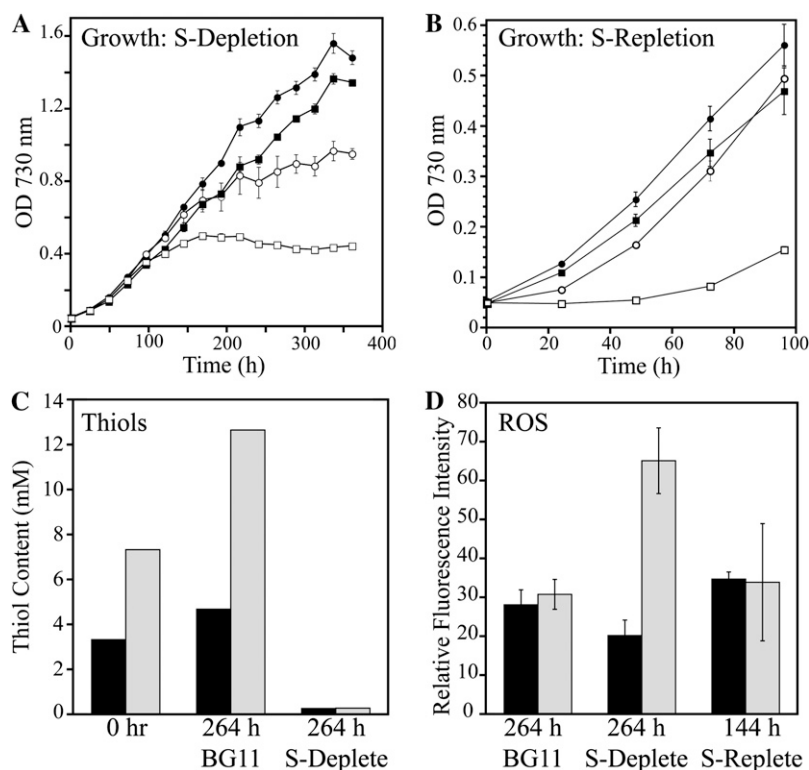 A
Growth: S-Depletion
OD 730 nm
1.6
1.2
0.8
0.4
0
0 100 200 300 400
Time (h)
B
Growth: S-Repletion
OD 730 nm
0.6
0.5
0.4
0.3
0.2
0.1
0
0 20 40 60 80 100
Time (h)
C
Thiols
Thiol Content (mM)
14
12
10
8
6
4
2
0
0 hr 264 h 264 h
BG11 S-Deplete
D
ROS
Relative Fluorescence Intensity
80
70
60
50
40
30
20
10
0
264 h 264 h 144 h
BG11 S-Deplete S-Replete